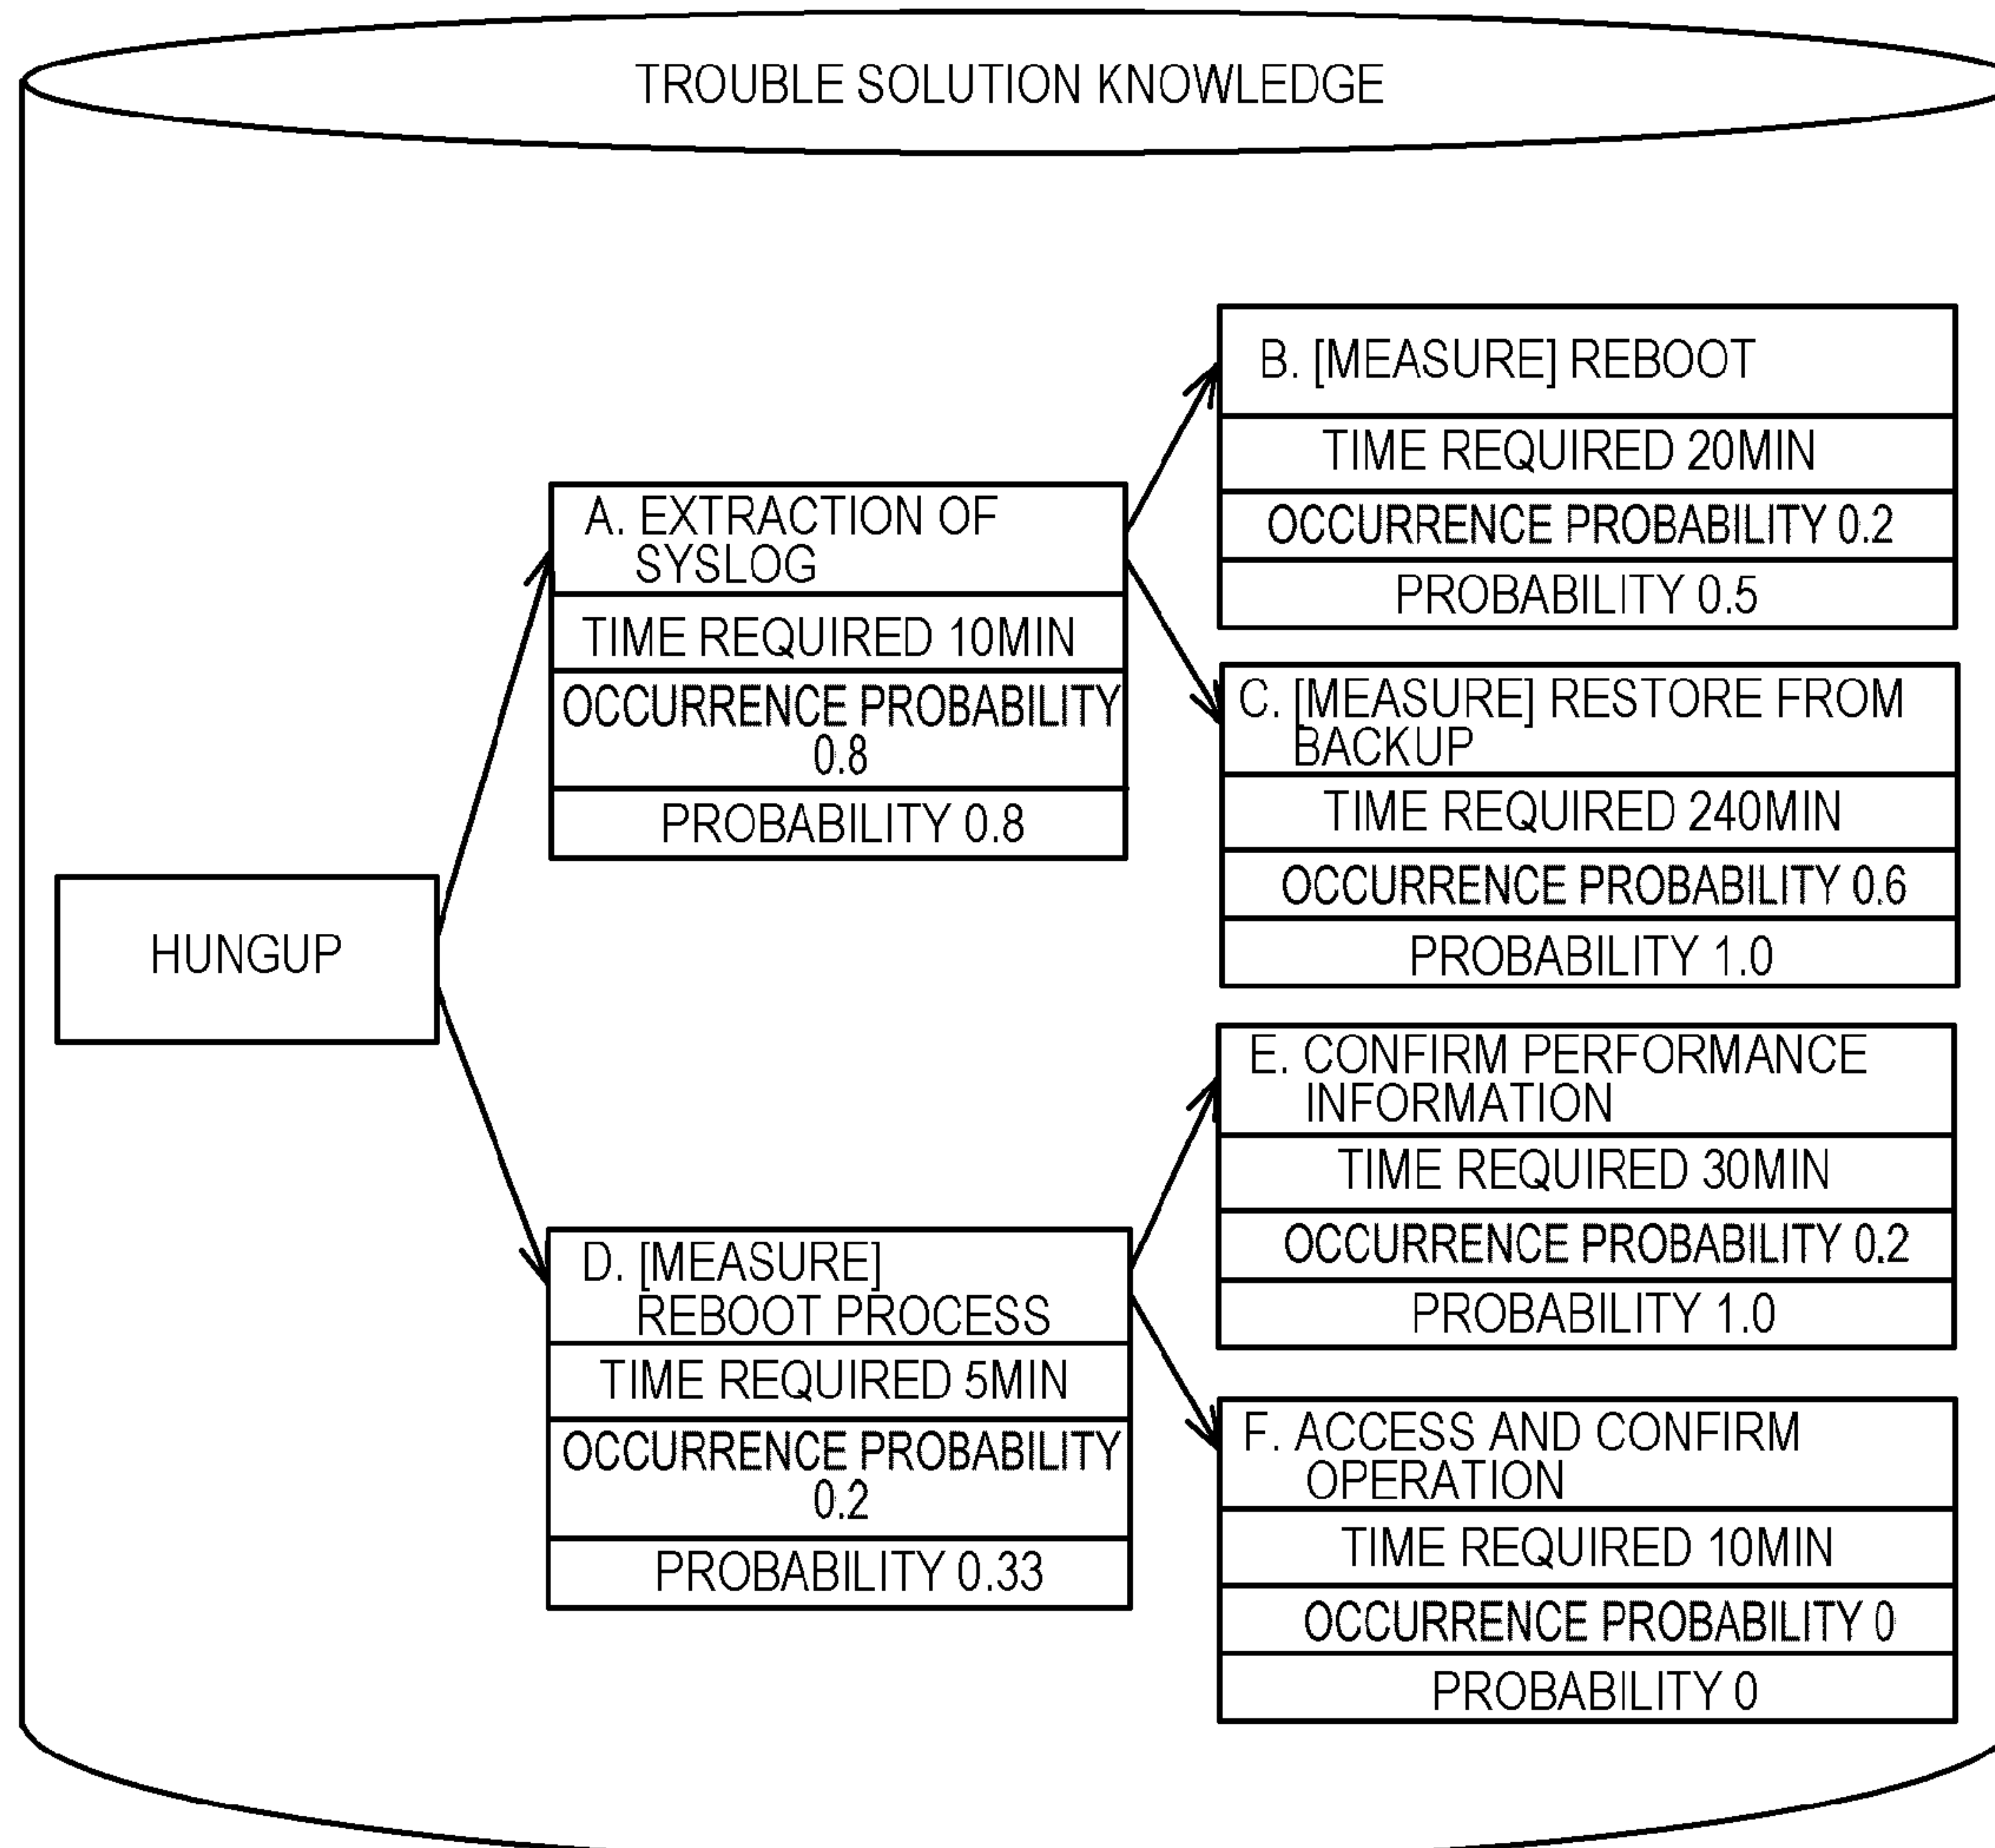 TROUBLE SOLUTION KNOWLEDGE
HUNGUP
A. EXTRACTION OF
SYSLOG
TIME REQUIRED 10MIN
OCCURRENCE PROBABILITY
0.8
PROBABILITY 0.8
B. [MEASURE] REBOOT
TIME REQUIRED 20MIN
OCCURRENCE PROBABILITY 0.2
PROBABILITY 0.5
C. [MEASURE] RESTORE FROM
BACKUP
TIME REQUIRED 240MIN
OCCURRENCE PROBABILITY 0.6
PROBABILITY 1.0
D. [MEASURE]
REBOOT PROCESS
TIME REQUIRED 5MIN
OCCURRENCE PROBABILITY
0.2
PROBABILITY 0.33
E. CONFIRM PERFORMANCE
INFORMATION
TIME REQUIRED 30MIN
OCCURRENCE PROBABILITY 0.2
PROBABILITY 1.0
F. ACCESS AND CONFIRM
OPERATION
TIME REQUIRED 10MIN
OCCURRENCE PROBABILITY 0
PROBABILITY 0